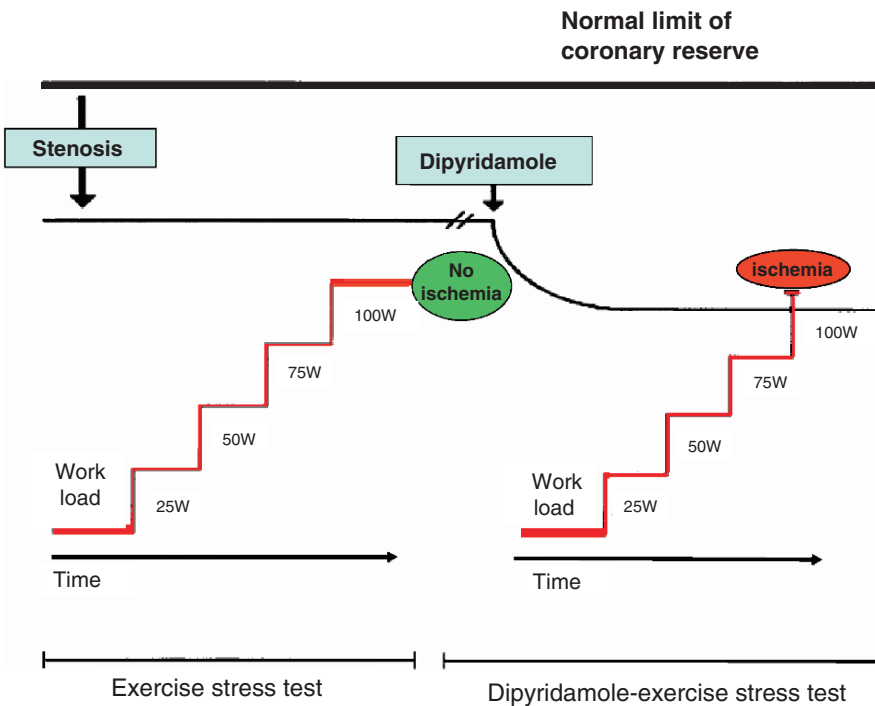 Normal limit of
coronary reserve
Stenosis
Dipyridamole
No
ischemia
ischemia
100W
75W
50W
25W
Work
load
Time
100W
75W
50W
25W
Work
load
Time
Exercise stress test
Dipyridamole-exercise stress test